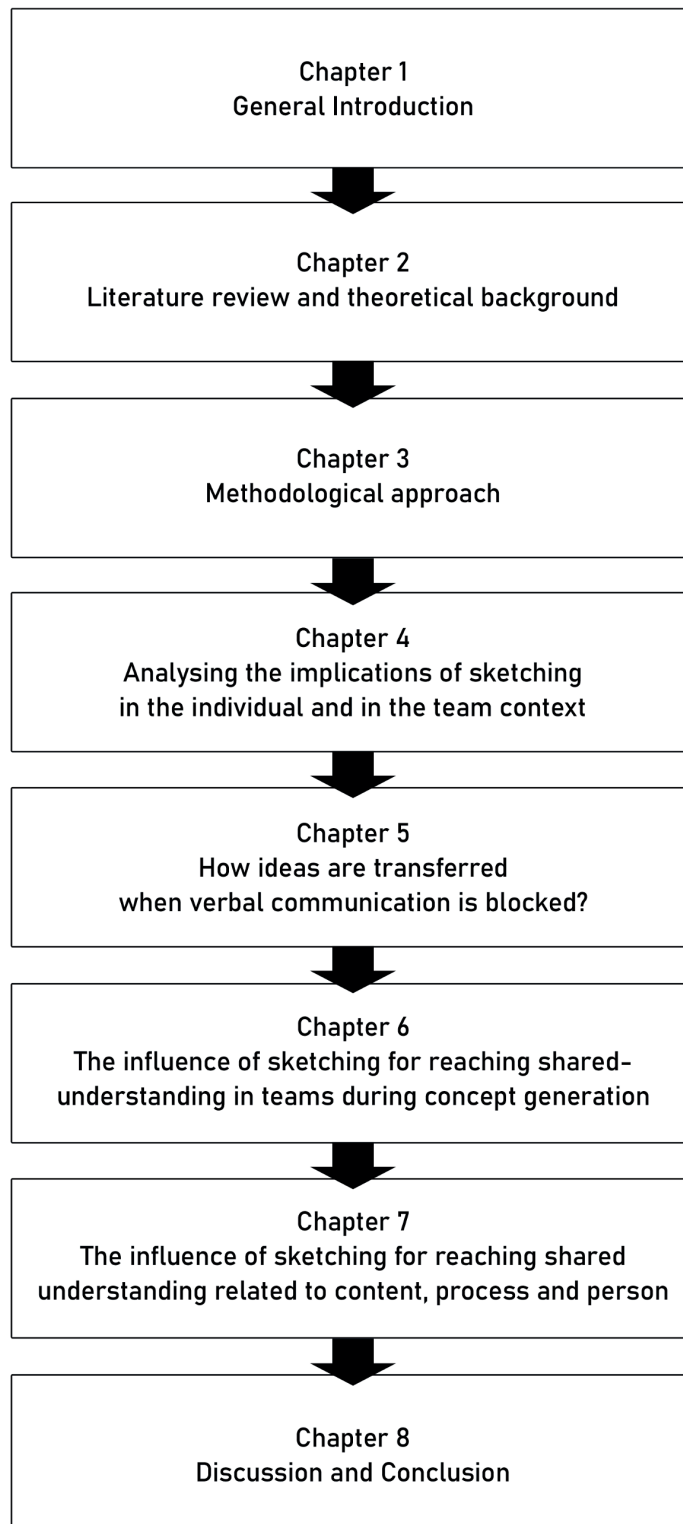 Chapter 1
General Introduction
Chapter 2
Literature review and theoretical background
Chapter 3
Methodological approach
Chapter 4
Analysing the implications of sketching
in the individual and in the team context
Chapter 5
How ideas are transferred
when verbal communication is blocked?
Chapter 6
The influence of sketching for reaching shared-
understanding in teams during concept generation
Chapter 7
The influence of sketching for reaching shared
understanding related to content, process and person
Chapter 8
Discussion and Conclusion